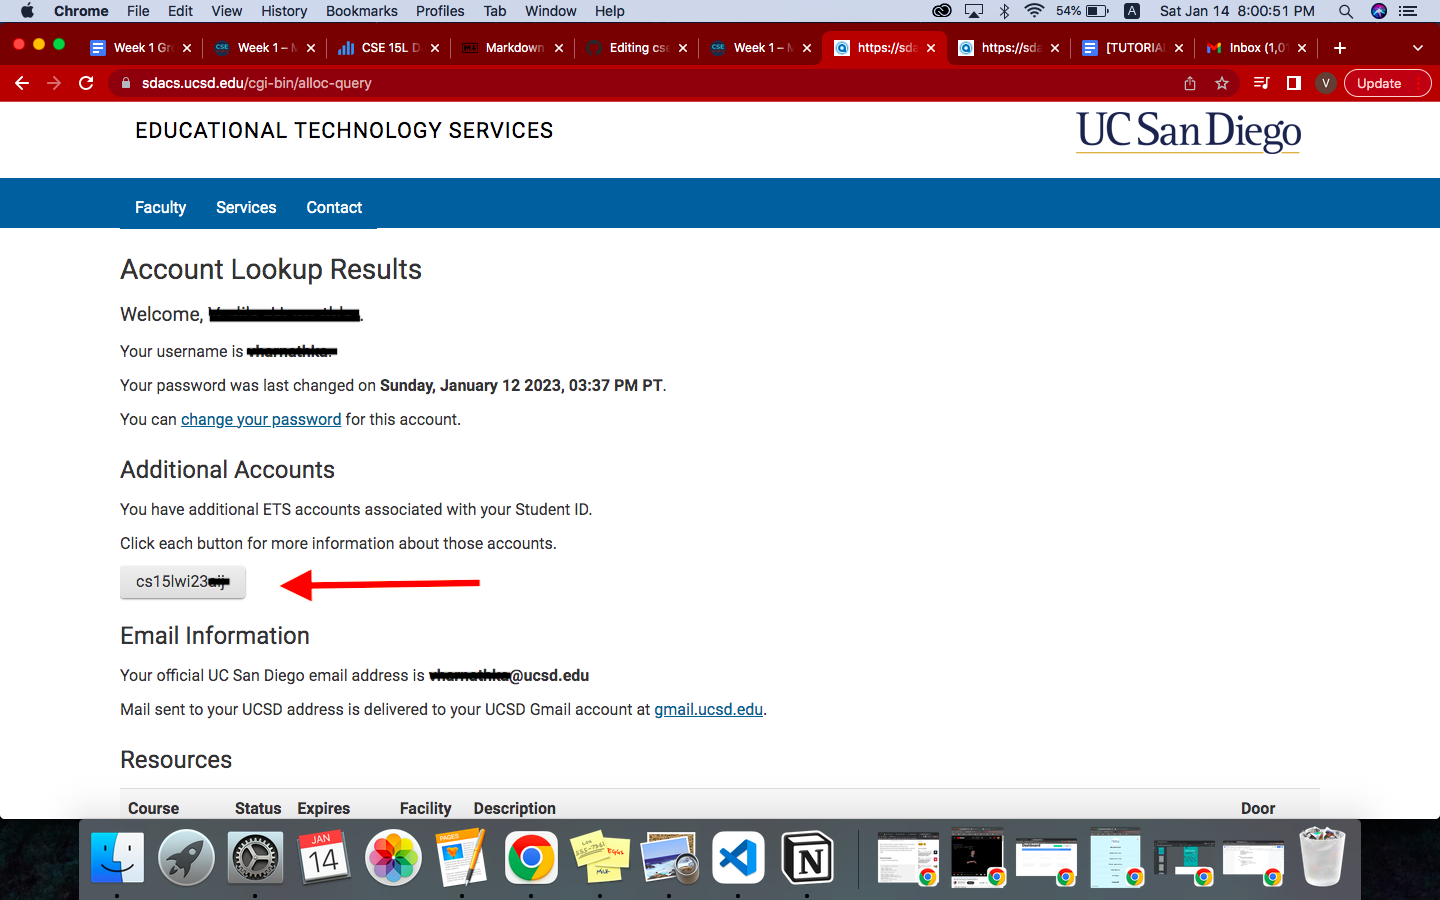 Chrome File Edit View History Bookmarks Profiles Tab Window Help 54% A Sat Jan 14 8:00:51 PM
Week 1 Gr Week 1 – M CSE 15L D Markdown Editing cse Week 1 – M https://sda https://sda [TUTORIA Inbox (1,0
sdacs.ucsd.edu/cgi-bin/alloc-query V Update
EDUCATIONAL TECHNOLOGY SERVICES
UC San Diego
Faculty Services Contact
Account Lookup Results
Welcome,
Your username is
Your password was last changed on Sunday, January 12 2023, 03:37 PM PT.
You can change your password for this account.
Additional Accounts
You have additional ETS accounts associated with your Student ID.
Click each button for more information about those accounts.
cs15lwi23
Email Information
Your official UC San Diego email address is @ucsd.edu
Mail sent to your UCSD address is delivered to your UCSD Gmail account at gmail.ucsd.edu.
Resources
Course Status Expires Facility Description Door
JAN
14
PAGES